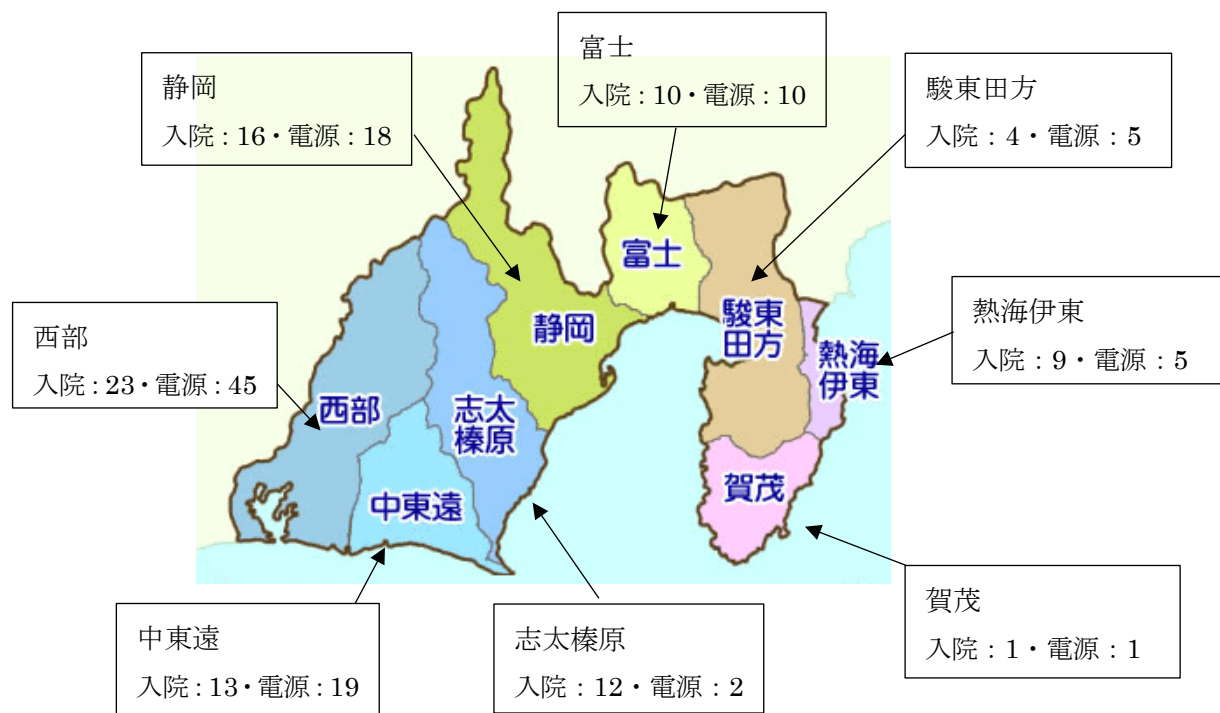 富士
入院：10・電源：10
静岡
入院：16・電源：18
駿東田方
入院：4・電源：5
富士
静岡
駿東
田方
熱海
伊東
熱海伊東
入院：9・電源：5
西部
入院：23・電源：45
西部
志太
榛原
中東遠
賀茂
中東遠
入院：13・電源：19
志太榛原
入院：12・電源：2
賀茂
入院：1・電源：1